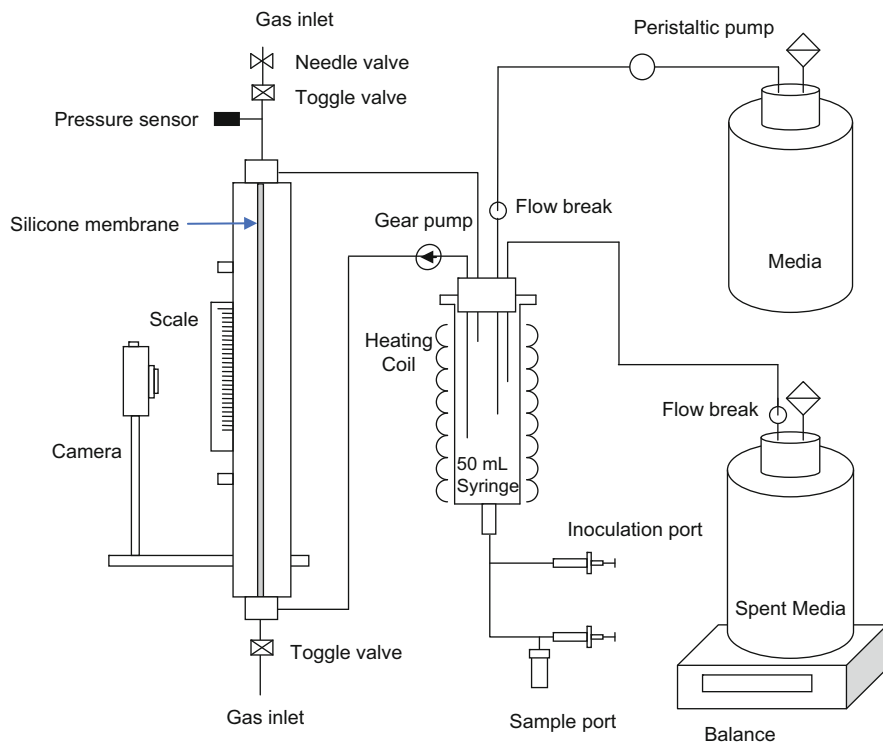 Gas inlet
Peristaltic pump
Needle valve
Toggle valve
Pressure sensor
Silicone membrane
Gear pump
Flow break
Media
Scale
Heating
Coil
Flow break
Camera
50 mL
Syringe
Inoculation port
Spent Media
Toggle valve
Gas inlet
Sample port
Balance